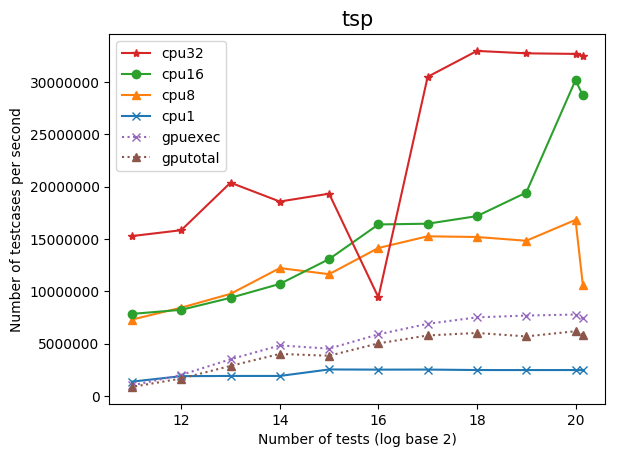 tsp
cpu32
cpu16
cpu8
cpu1
gpuexec
gputotal
Number of testcases per second
30000000
25000000
20000000
15000000
10000000
5000000
0
12 14 16 18 20
Number of tests (log base 2)